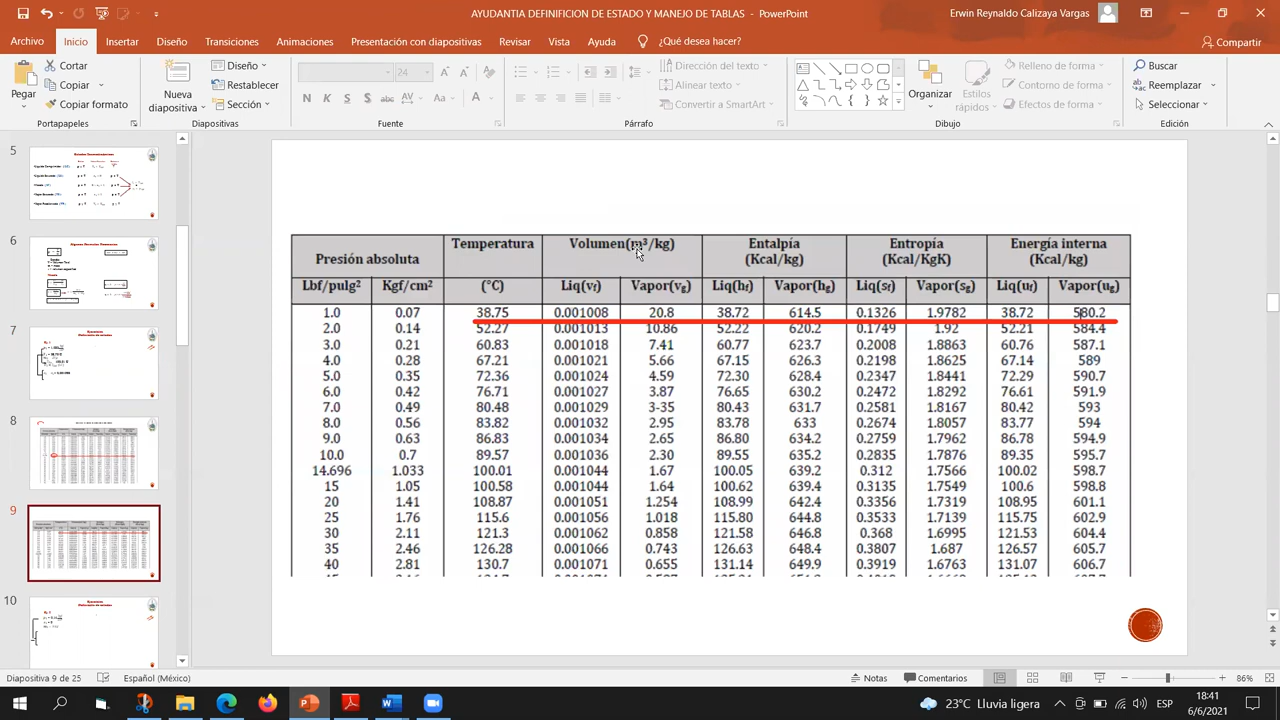 AYUDANTIA DEFINIFICION DE ESTADO Y MANEJO DE TABLAS - PowerPoint
Erwin Reynaldo Calizaya Vargas
Archivo Inicio Insertar Diseño Transiciones Animaciones Presentación con diapositivas Revisar Vista Ayuda ¿Qué desea hacer? Compartir
Pegar
Cortar
Copiar
Copiar formato
Portapapeles
Nueva diapositiva
Diseño
Restablecer
Sección
Diapositivas
24
N K S S abc AV Aa A
Fuente
Dirección del texto
Alinear texto
Convertir a SmartArt
Párrafo
Organizar
Estilos rápidos
Relleno de forma
Contorno de forma
Efectos de forma
Dibujo
Buscar
Reemplazar
Seleccionar
Edición
5
6
7
8
9
10
Presión absoluta Temperatura Volumen(m³/kg) Entalpía (Kcal/kg) Entropía (Kcal/KgK) Energía interna (Kcal/kg)
Lbf/pulg² Kgf/cm² (°C) Liq(vf) Vapor(vg) Liq(hf) Vapor(hg) Liq(sf) Vapor(sg) Liq(uf) Vapor(ug)
1.0 0.07 38.75 0.001008 20.8 38.72 614.5 0.1326 1.9782 38.72 580.2
2.0 0.14 52.27 0.001013 10.86 52.22 620.2 0.1749 1.92 52.21 584.4
3.0 0.21 60.83 0.001018 7.41 60.77 623.7 0.2008 1.8863 60.76 587.1
4.0 0.28 67.21 0.001021 5.66 67.15 626.3 0.2198 1.8625 67.14 589
5.0 0.35 72.36 0.001024 4.59 72.30 628.4 0.2347 1.8441 72.29 590.7
6.0 0.42 76.71 0.001027 3.87 76.65 630.2 0.2472 1.8292 76.61 591.9
7.0 0.49 80.48 0.001029 3-35 80.43 631.7 0.2581 1.8167 80.42 593
8.0 0.56 83.82 0.001032 2.95 83.78 633 0.2674 1.8057 83.77 594
9.0 0.63 86.83 0.001034 2.65 86.80 634.2 0.2759 1.7962 86.78 594.9
10.0 0.7 89.57 0.001036 2.30 89.55 635.2 0.2835 1.7876 89.35 595.7
14.696 1.033 100.01 0.001044 1.67 100.05 639.2 0.312 1.7566 100.02 598.7
15 1.05 100.58 0.001044 1.64 100.62 639.4 0.3135 1.7549 100.6 598.8
20 1.41 108.87 0.001051 1.254 108.99 642.4 0.3356 1.7319 108.95 601.1
25 1.76 115.6 0.001056 1.018 115.80 644.8 0.3533 1.7139 115.75 602.9
30 2.11 121.3 0.001062 0.858 121.58 646.8 0.368 1.6995 121.53 604.4
35 2.46 126.28 0.001066 0.743 126.63 648.4 0.3807 1.687 126.57 605.7
40 2.81 130.7 0.001071 0.655 131.14 649.9 0.3919 1.6763 131.07 606.7
Diapositiva 9 de 25 Español (México) Notas Comentarios 86%
23°C Lluvia ligera ESP 18:41
6/6/2021